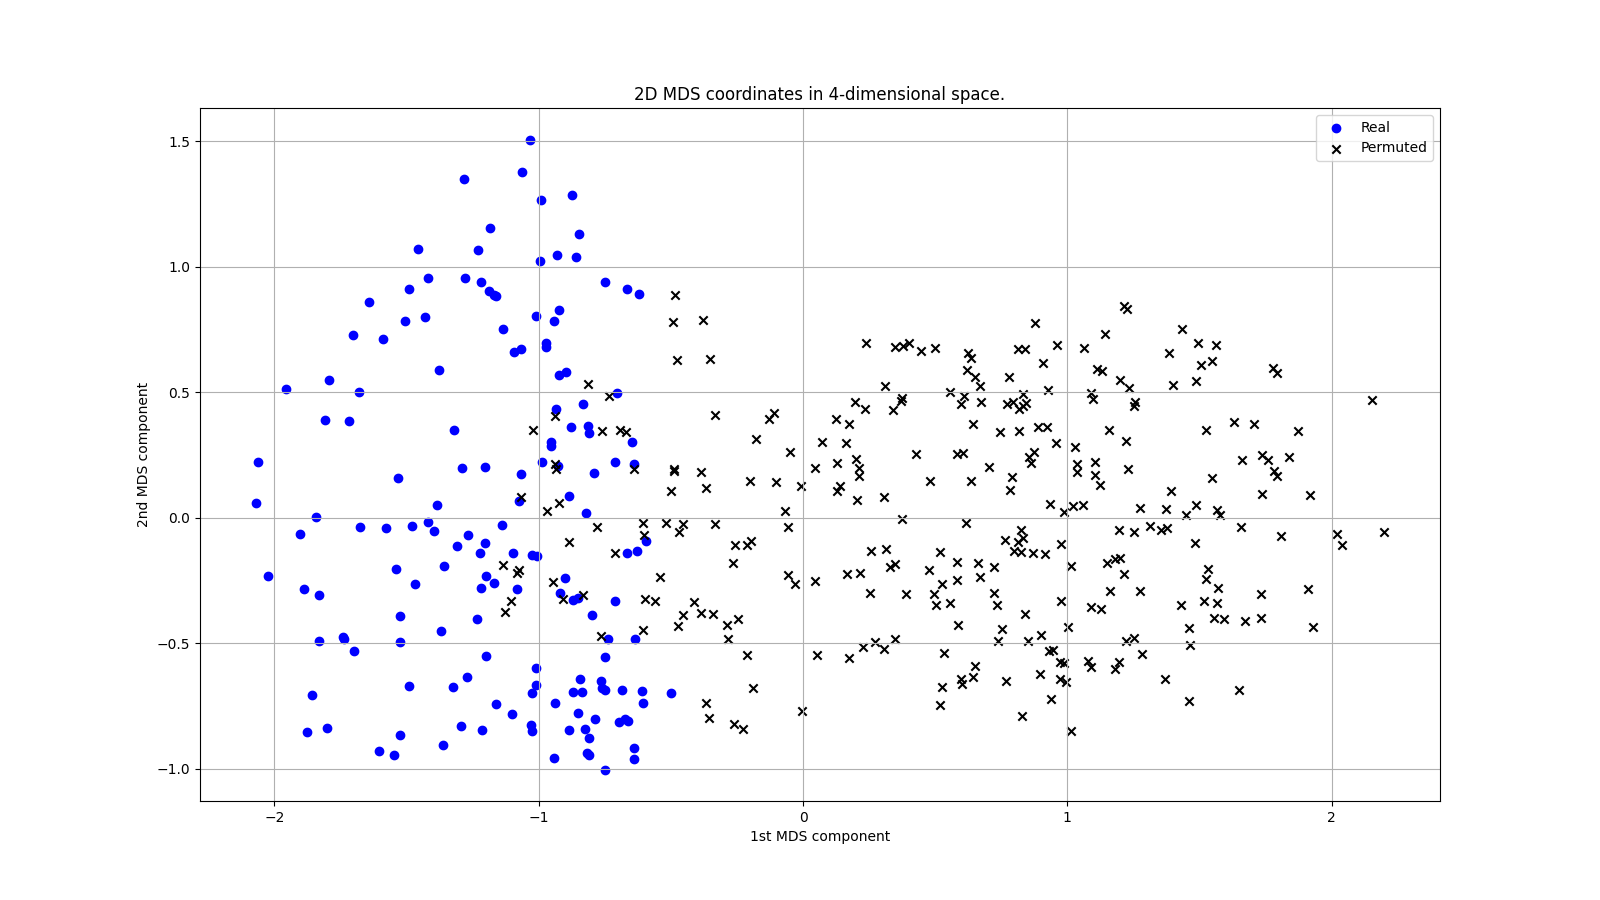 2D MDS coordinates in 4-dimensional space.
Real
Permuted
1.5
1.0
0.5
0.0
−0.5
−1.0
2nd MDS component
−2
−1
0
1
2
1st MDS component